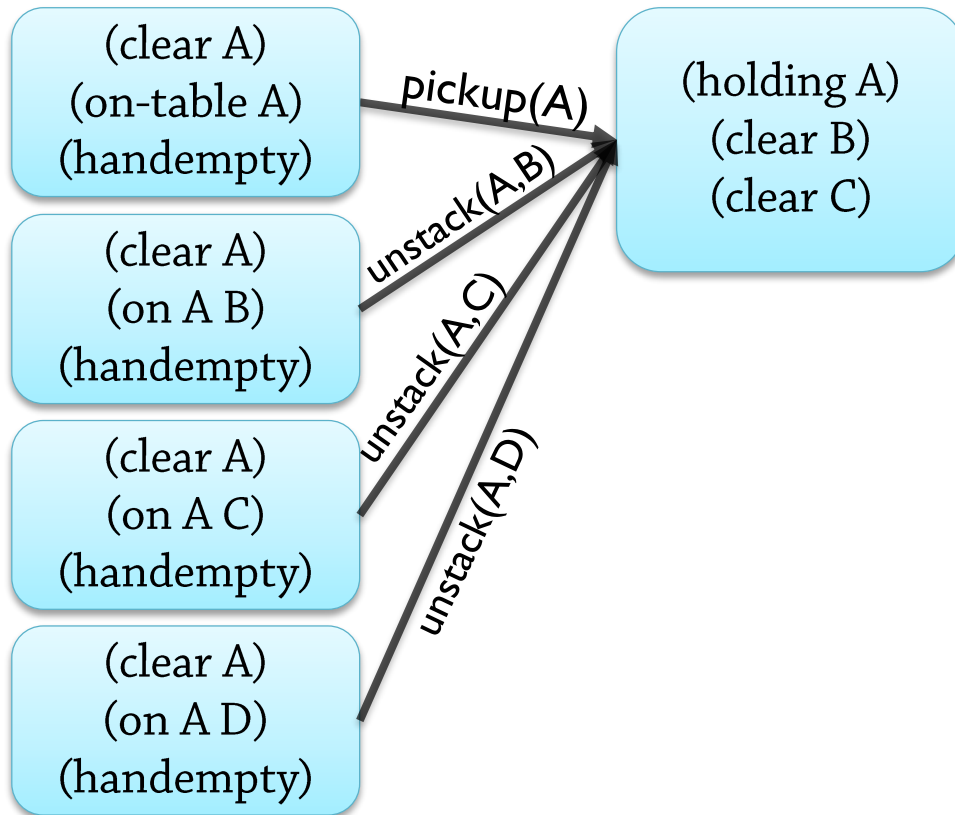 (clear A)
(on-table A)
(handempty)
pickup(A)
(holding A)
(clear B)
(clear C)
(clear A)
(on A B)
(handempty)
unstack(A,B)
(clear A)
(on A C)
(handempty)
unstack(A,C)
(clear A)
(on A D)
(handempty)
unstack(A,D)